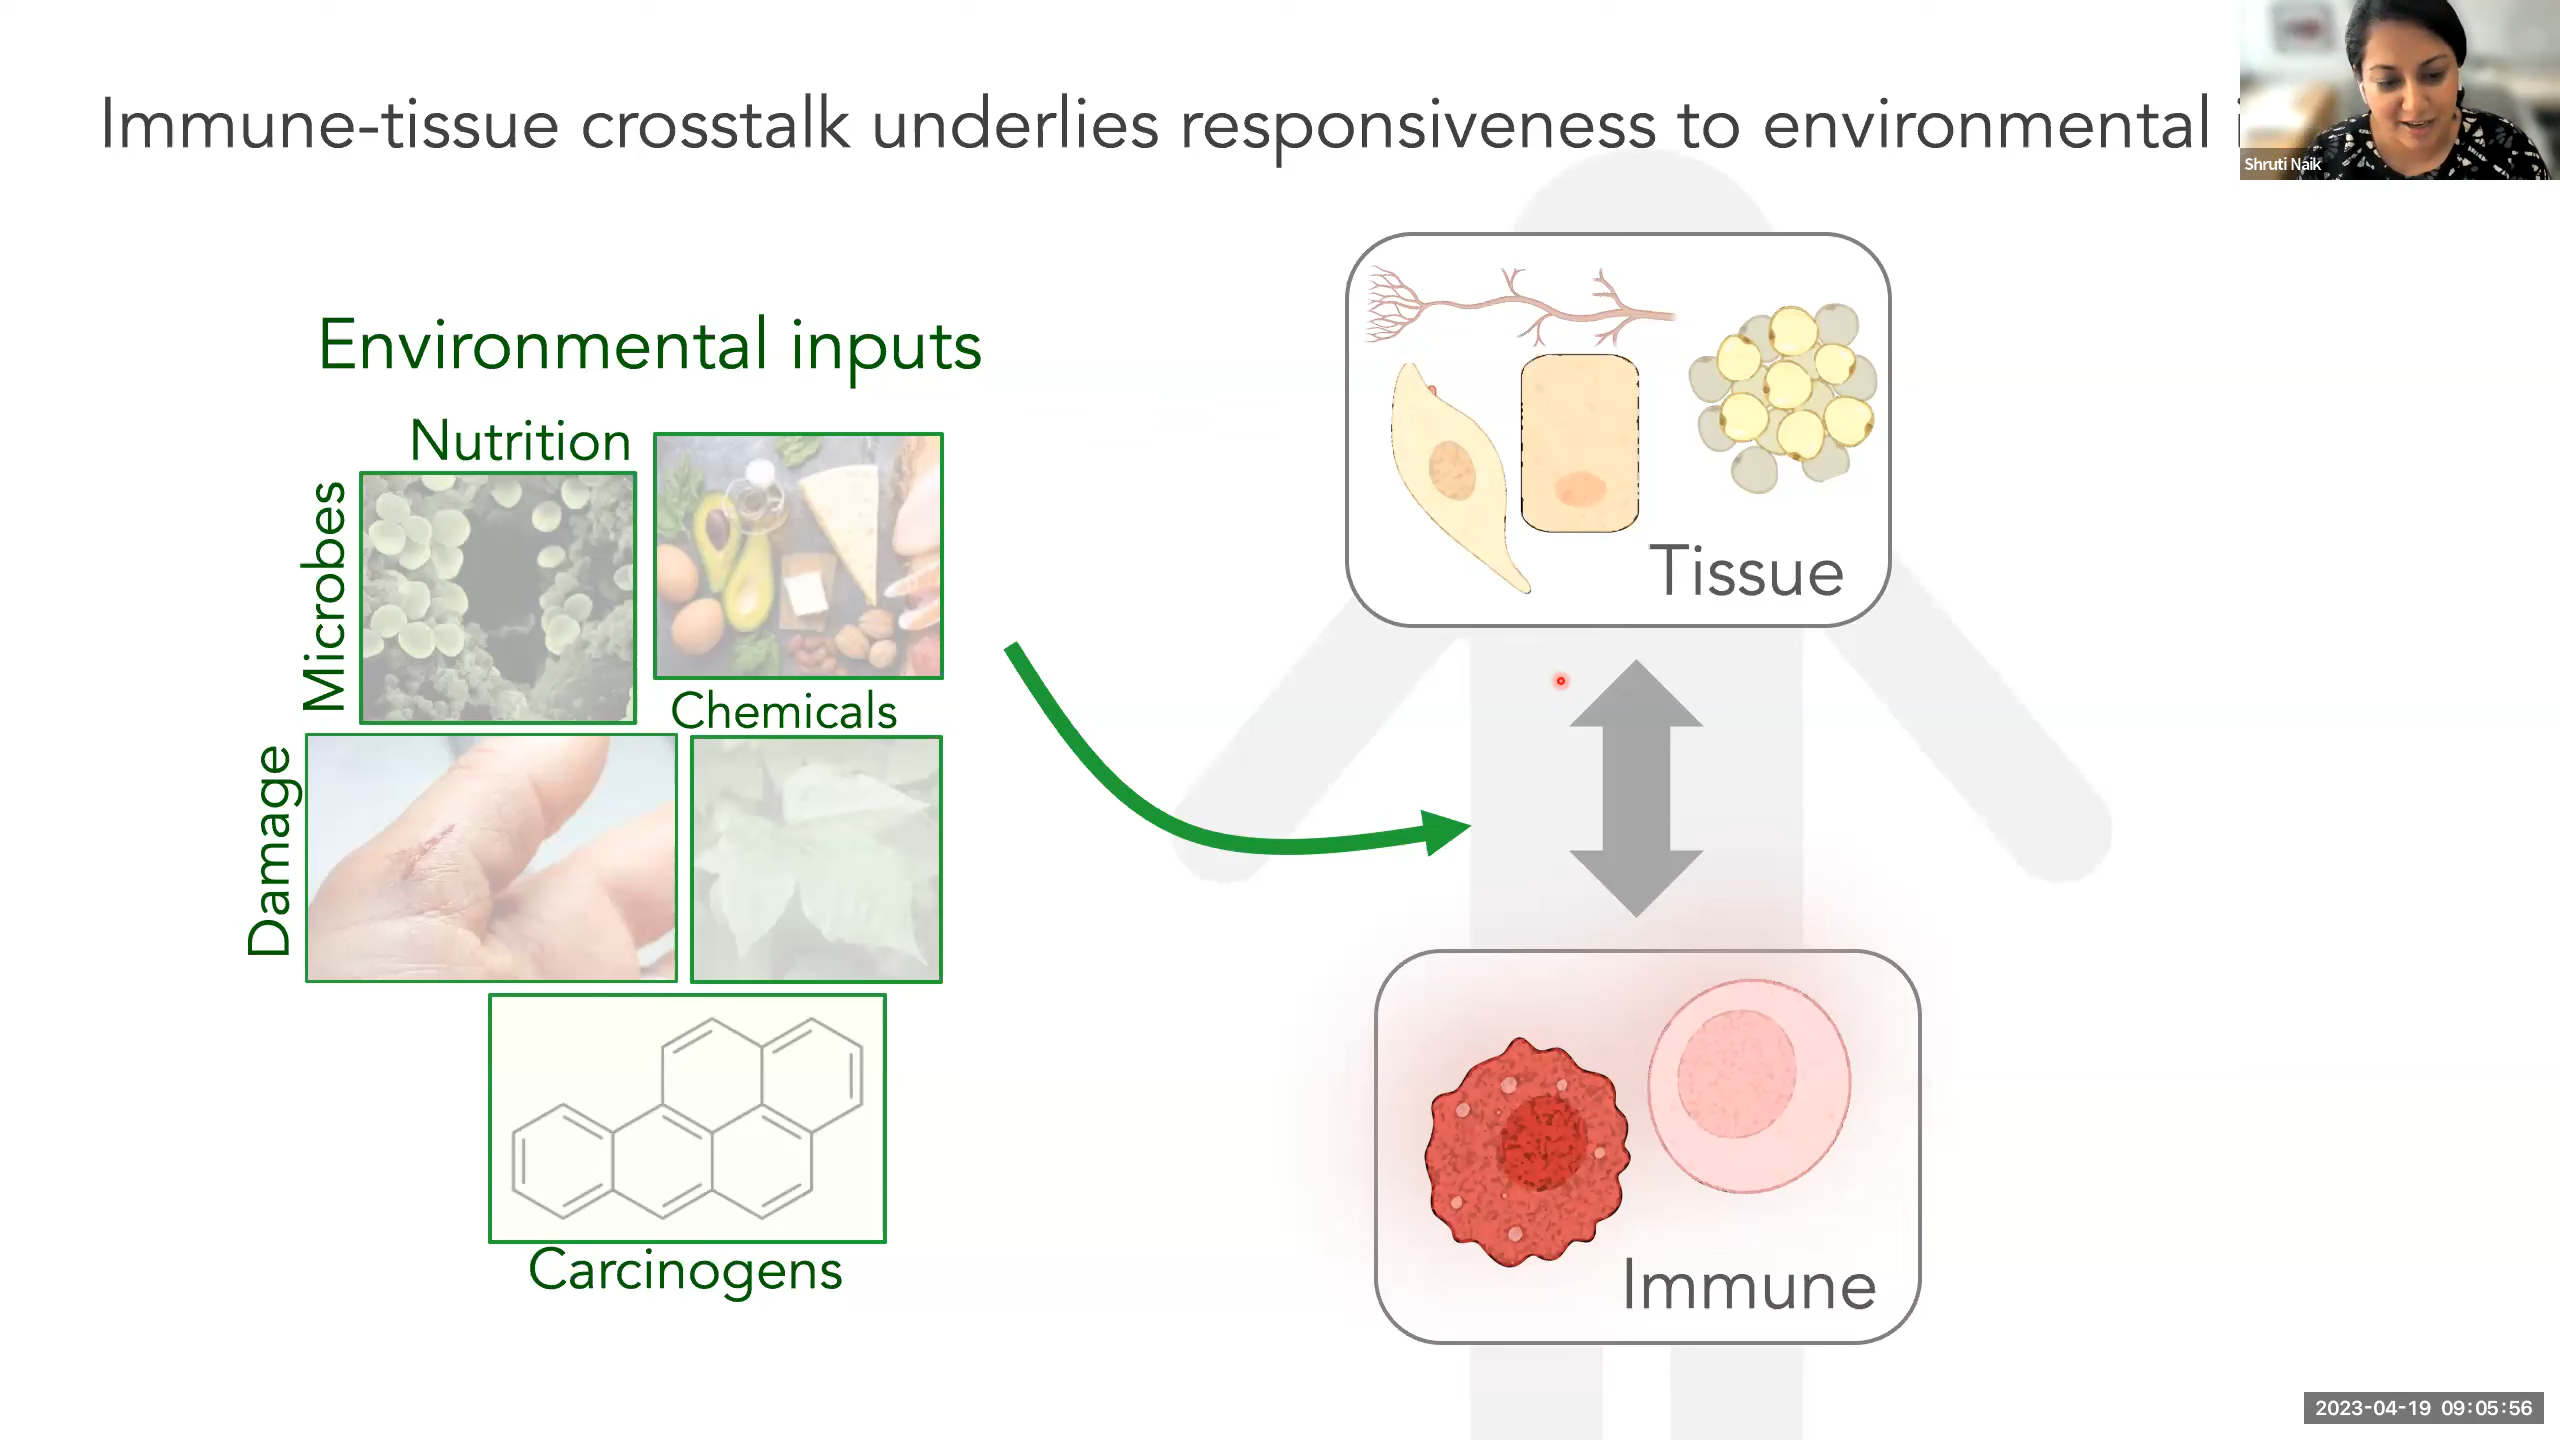 Immune-tissue crosstalk underlies responsiveness to environmental
Shruti Naik
Environmental inputs
Nutrition
Microbes
Chemicals
Damage
Carcinogens
Tissue
Immune
2023-04-19 09:05:56